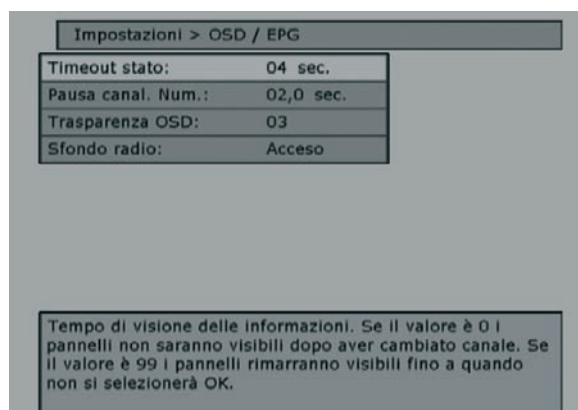 Impostazioni > OSD / EPG
Timeout stato: 04 sec.
Pausa canal. Num.: 02,0 sec.
Trasparenza OSD: 03
Sfondo radio: Acceso
Tempo di visione delle informazioni. Se il valore è 0 i
pannelli non saranno visibili dopo aver cambiato canale. Se
il valore è 99 i pannelli rimarranno visibili fino a quando
non si selezionerà OK.